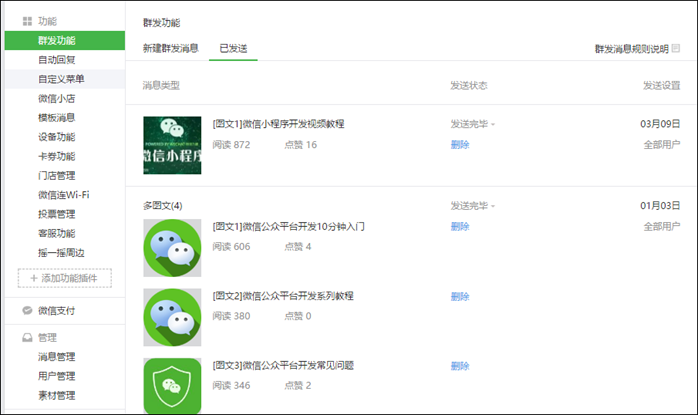 功能
群发功能
自动回复
自定义菜单
微信小店
模板消息
设备功能
卡券功能
门店管理
微信连Wi-Fi
投票管理
客服功能
摇一摇周边
+ 添加功能插件
微信支付
管理
消息管理
用户管理
素材管理
群发功能
新建群发消息 已发送 群发消息规则说明
消息类型 发送状态 发送设置
[图文1]微信小程序开发视频教程 发送完毕 03月09日
阅读 872 点赞 16 删除 全部用户
微信小程序
多图文(4) 发送完毕 01月03日
[图文1]微信公众平台开发10分钟入门 删除 全部用户
阅读 606 点赞 4
[图文2]微信公众平台开发系列教程 删除
阅读 380 点赞 0
[图文3]微信公众平台开发常见问题 删除
阅读 346 点赞 2